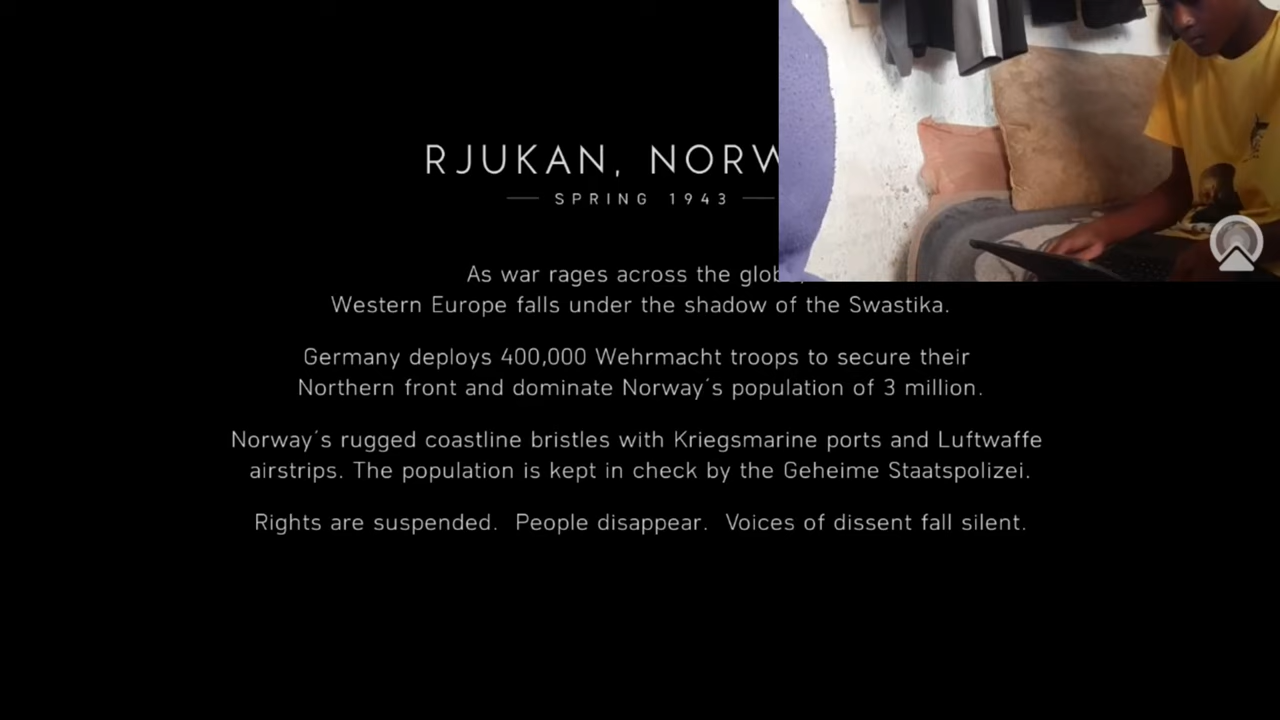 RJUKAN, NORW
SPRING 1943
As war rages across the globe,
Western Europe falls under the shadow of the Swastika.
Germany deploys 400,000 Wehrmacht troops to secure their
Northern front and dominate Norway's population of 3 million.
Norway's rugged coastline bristles with Kriegsmarine ports and Luftwaffe
airstrips. The population is kept in check by the Geheime Staatspolizei.
Rights are suspended. People disappear. Voices of dissent fall silent.